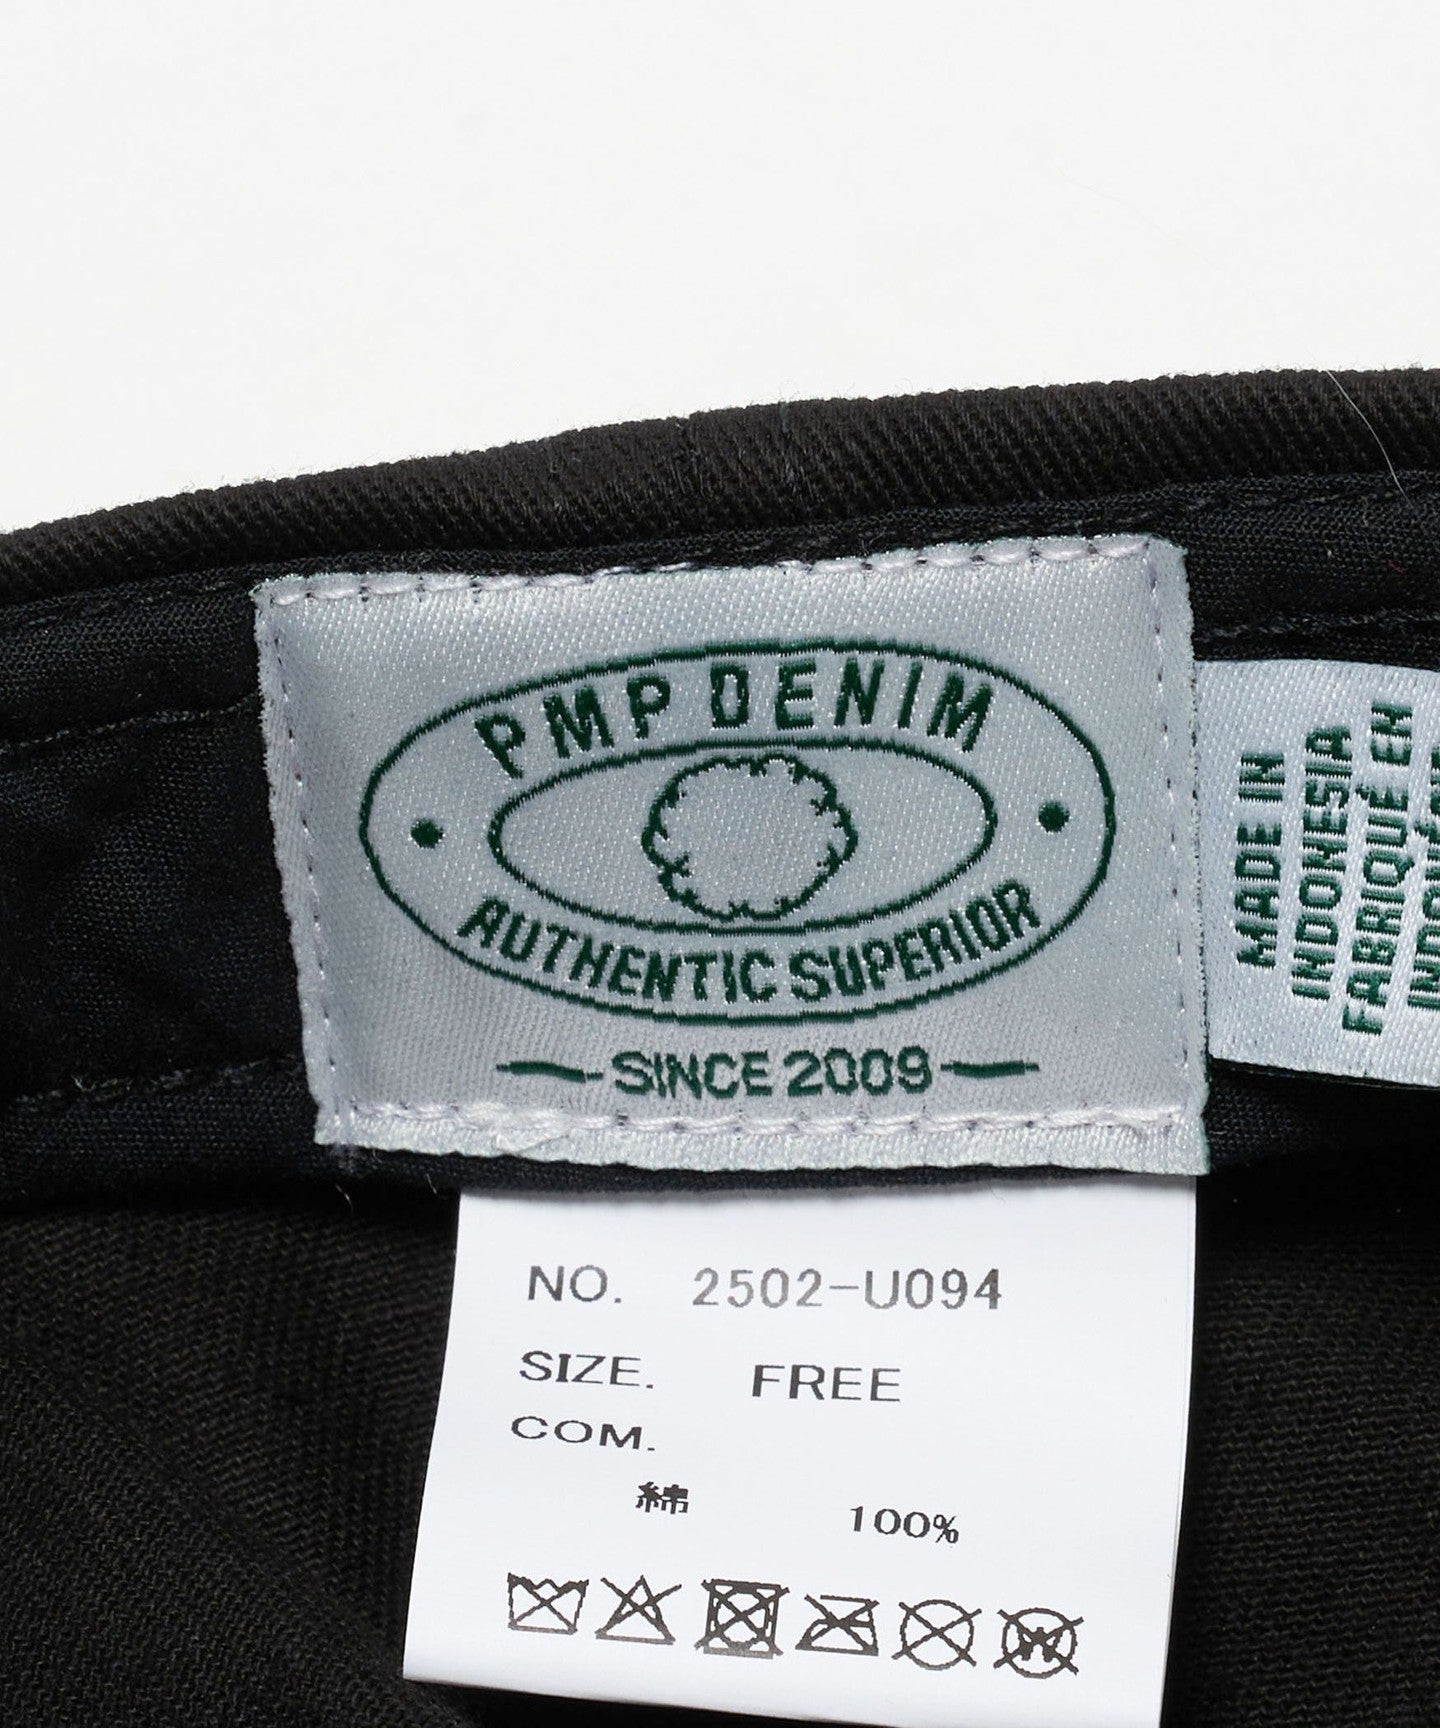 PMP DENIM
AUTHENTIC SUPERIOR
SINCE 2009
MADE IN
INDONESIA
FABRIQUÉ EN
NO. 2502-U094
SIZE. FREE
COM.
綿 100%